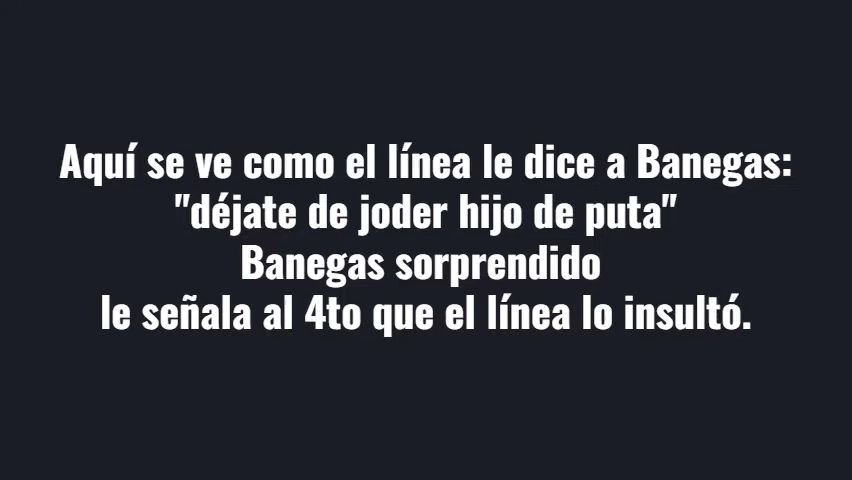 Aquí se ve como el línea le dice a Banegas:
"déjate de joder hijo de puta"
Banegas sorprendido
le señala al 4to que el línea lo insultó.